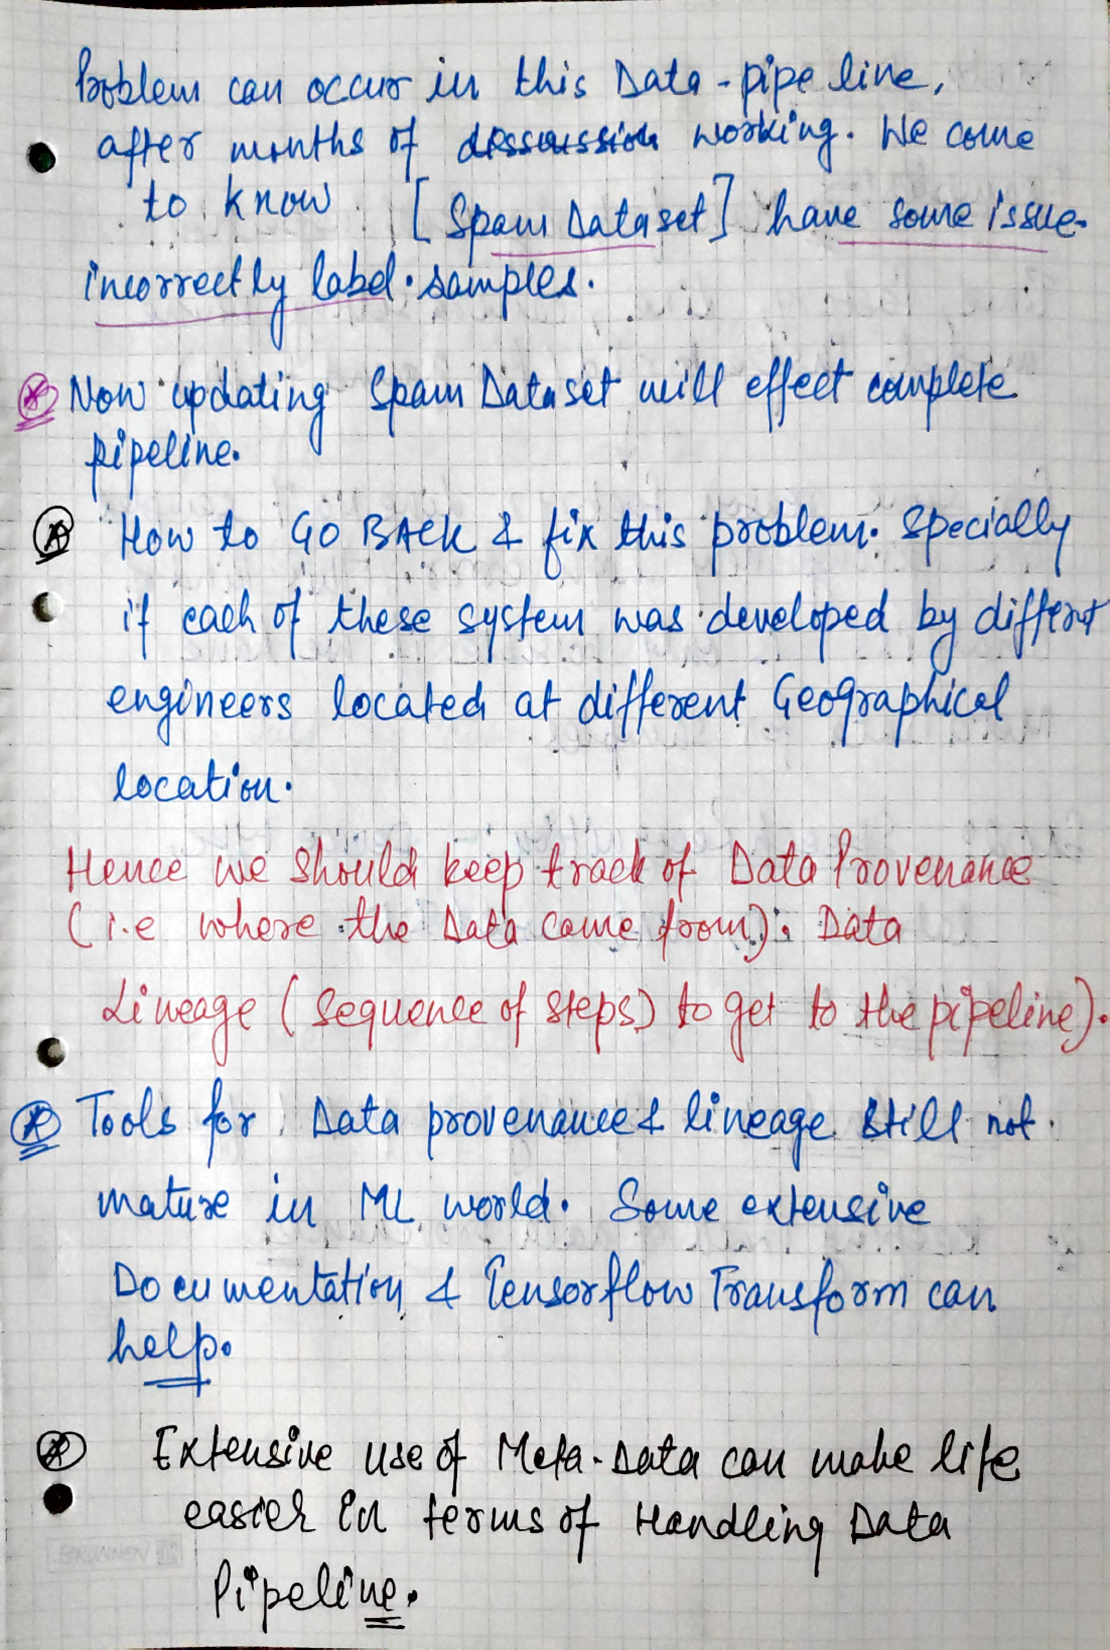 Problem can occur in this Data-pipe line,
after months of working. We come
to know [Spam Dataset] have some issue.
incorrectly label. samples.
Now updating Spam Dataset will effect complete
pipeline.
How to GO BACK & fix this problem. specially
if each of these system was developed by differt
engineers located at different Geographical
location.
Hence we should keep track of Data Provenance
(i.e where the Data come from). Data
Lineage (sequence of steps) to get to the pipeline).
Tools for Data provenance & lineage still not.
mature in ML world. Some extensive
Documentation & Tensorflow Transform can
help.
Extensive use of Meta-Data can make life
easier in terms of Handling Data
Pipeline.
BRUNNEN